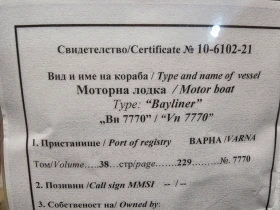 Свидетелство/Certificate № 10-6102-21
Вид и име на кораба / Type and name of vessel
Моторна лодка / Motor boat
Type: “Bayliner”
„Вн 7770” / “Vn 7770”
1. Пристанище / Port of registry ВАРНА/VARNA
Том/Volume.....38...стр/page........229........№. 7770
2. Позивни /Call sign MMSI -- / --
3. Собственост на/ Owned by: